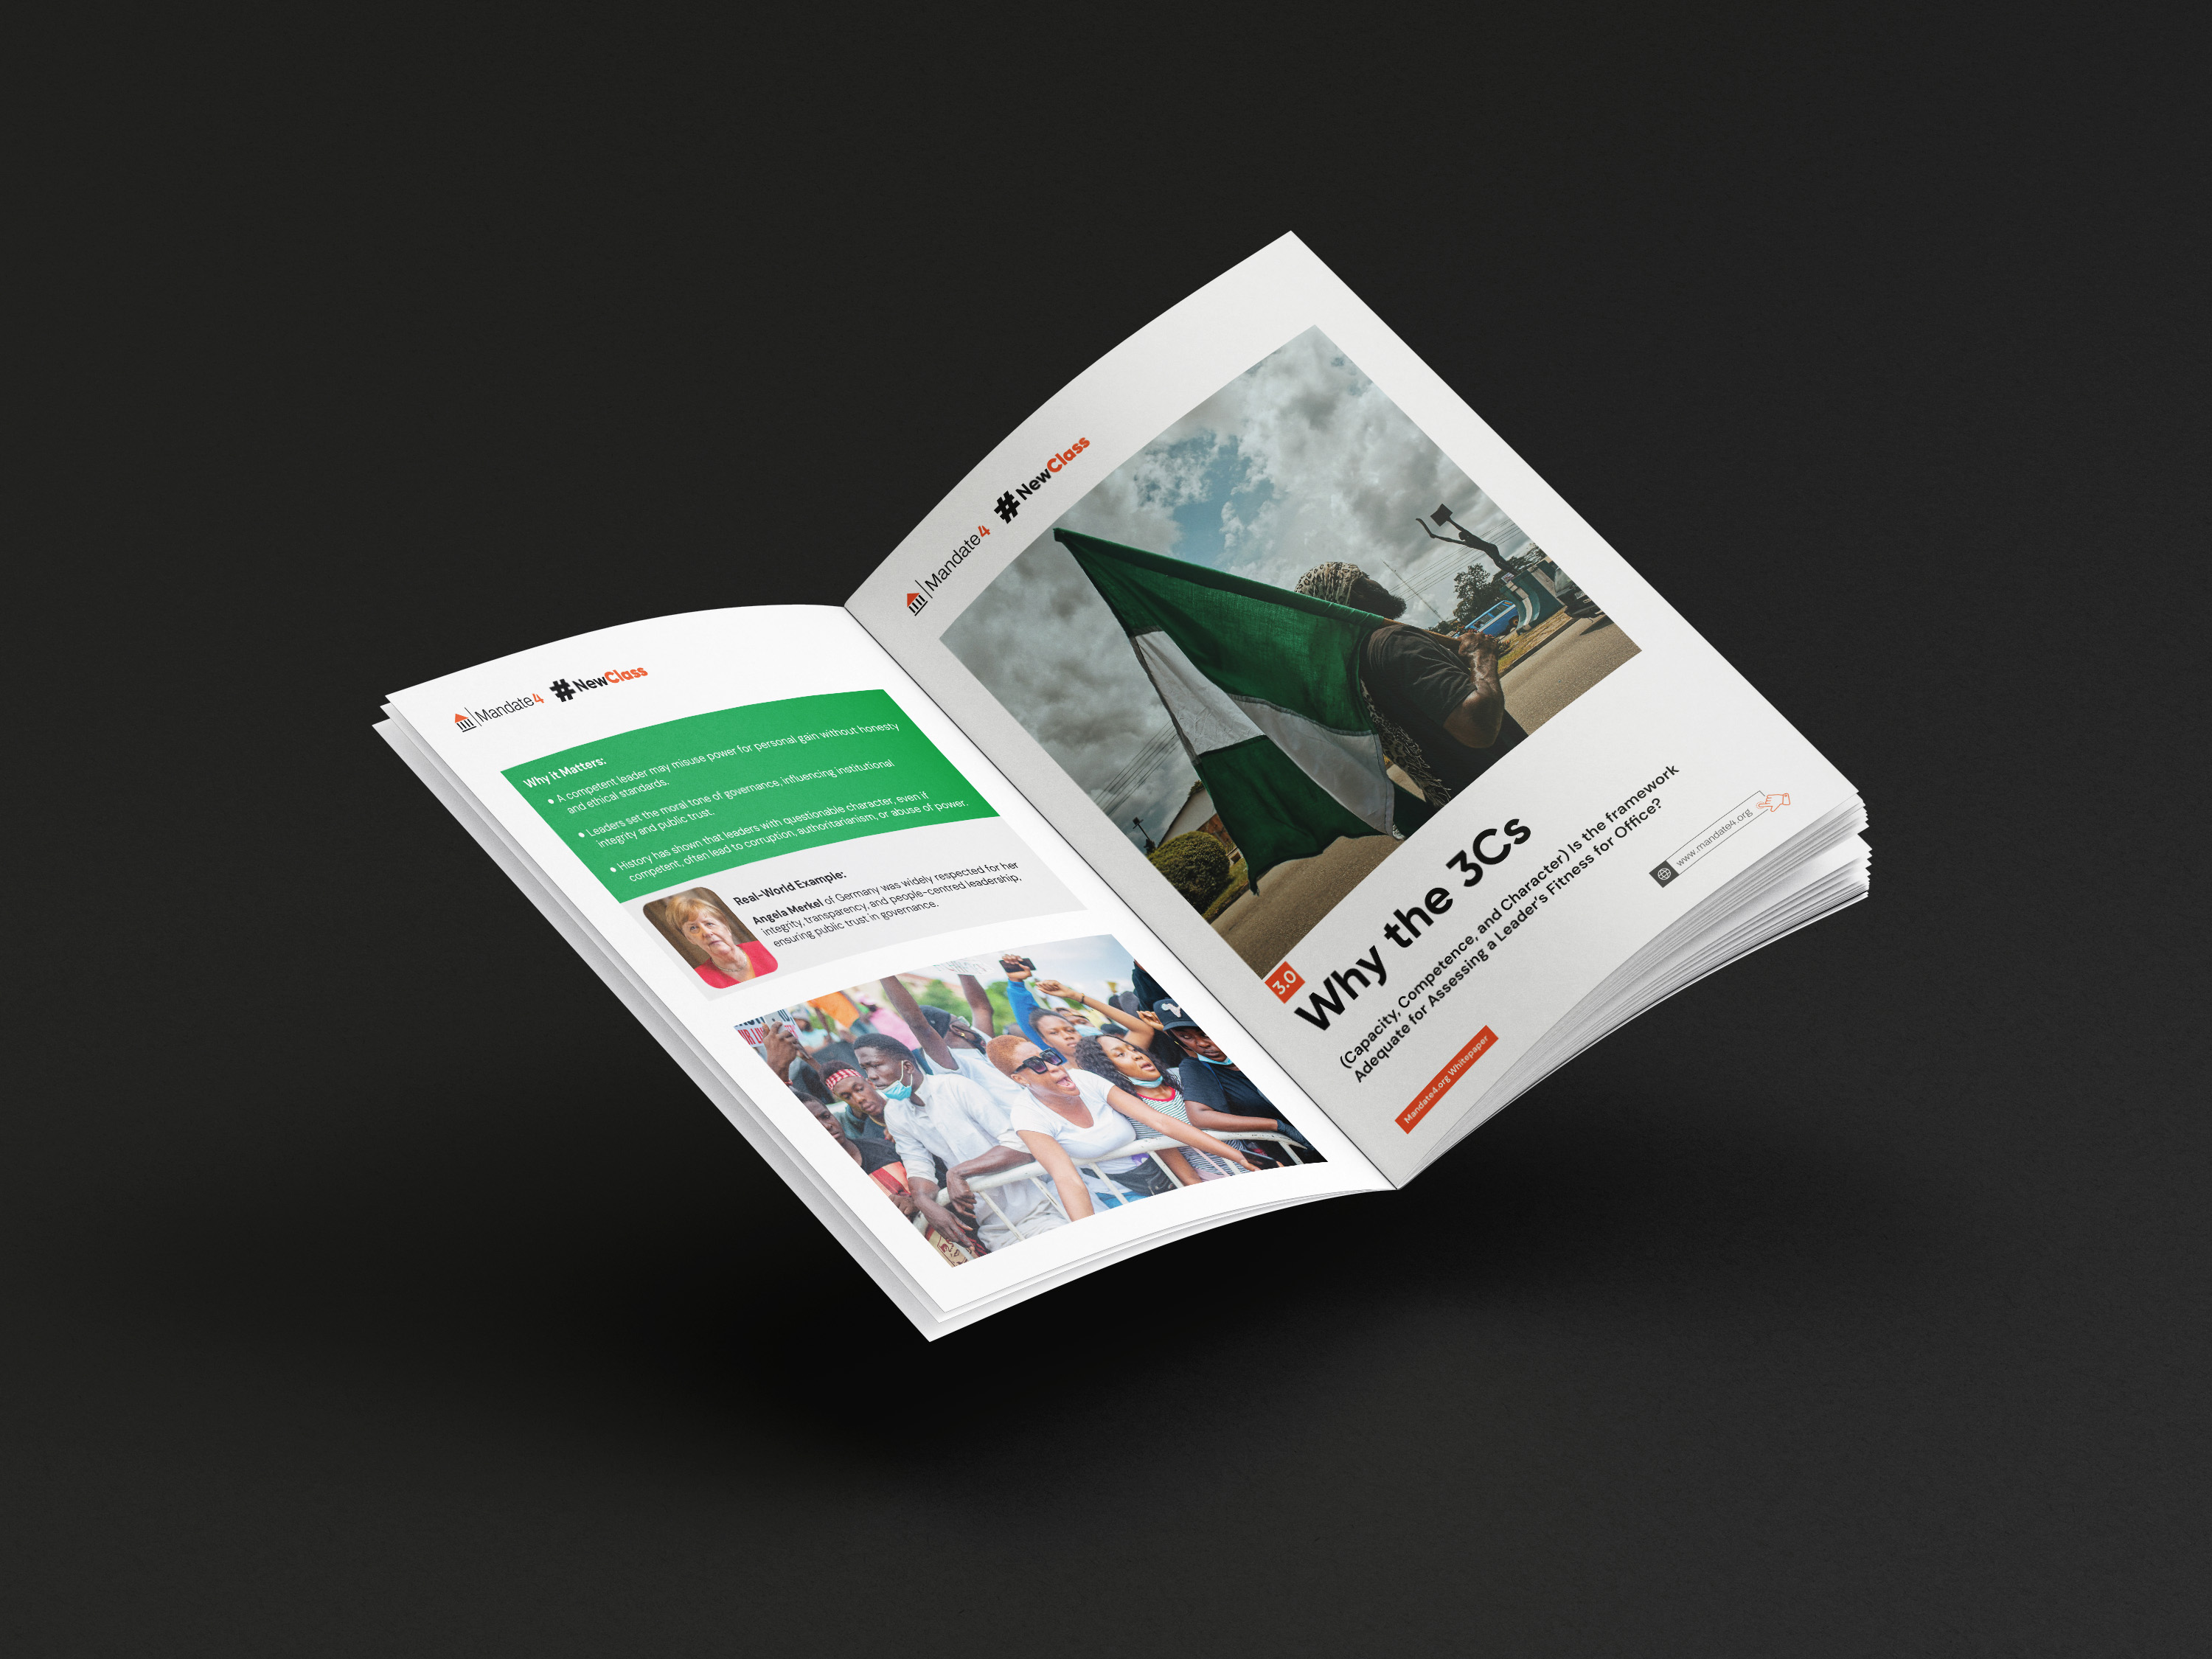 Mandate4 #NewClass
Why it Matters:
• A competent leader may misuse power for personal gain without honesty
and ethical standards.
• Leaders set the moral tone of governance, influencing institutional
integrity and public trust.
• History has shown that leaders with questionable character, even if
competent, often lead to corruption, authoritarianism, or abuse of power.
Real-World Example:
Angela Merkel of Germany was widely respected for her
integrity, transparency, and people-centred leadership,
ensuring public trust in governance.
Mandate4 #NewClass
3.0
Why the 3Cs
(Capacity, Competence, and Character) Is the framework
Adequate for Assessing a Leader's Fitness for Office?
Mandate4.org Whitepaper
www.mandate4.org